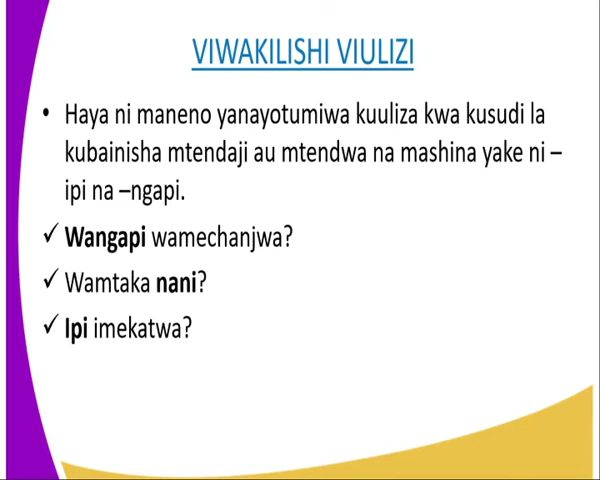 VIWAKILISHI VIULIZI
• Haya ni maneno yanayotumiwa kuuliza kwa kusudi la
kubainisha mtendaji au mtendwa na mashina yake ni –
ipi na –ngapi.
✓ Wangapi wamechanjwa?
✓ Wamtaka nani?
✓ Ipi imekatwa?